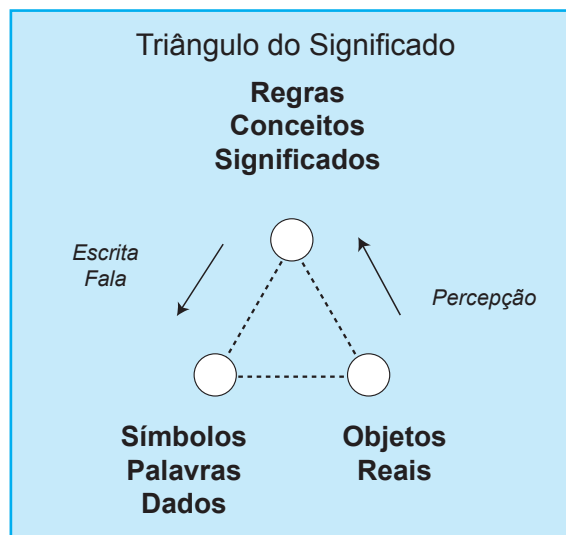 Triângulo do Significado
Regras
Conceitos
Significados
Escrita
Fala
Percepção
Símbolos
Palavras
Dados
Objetos
Reais